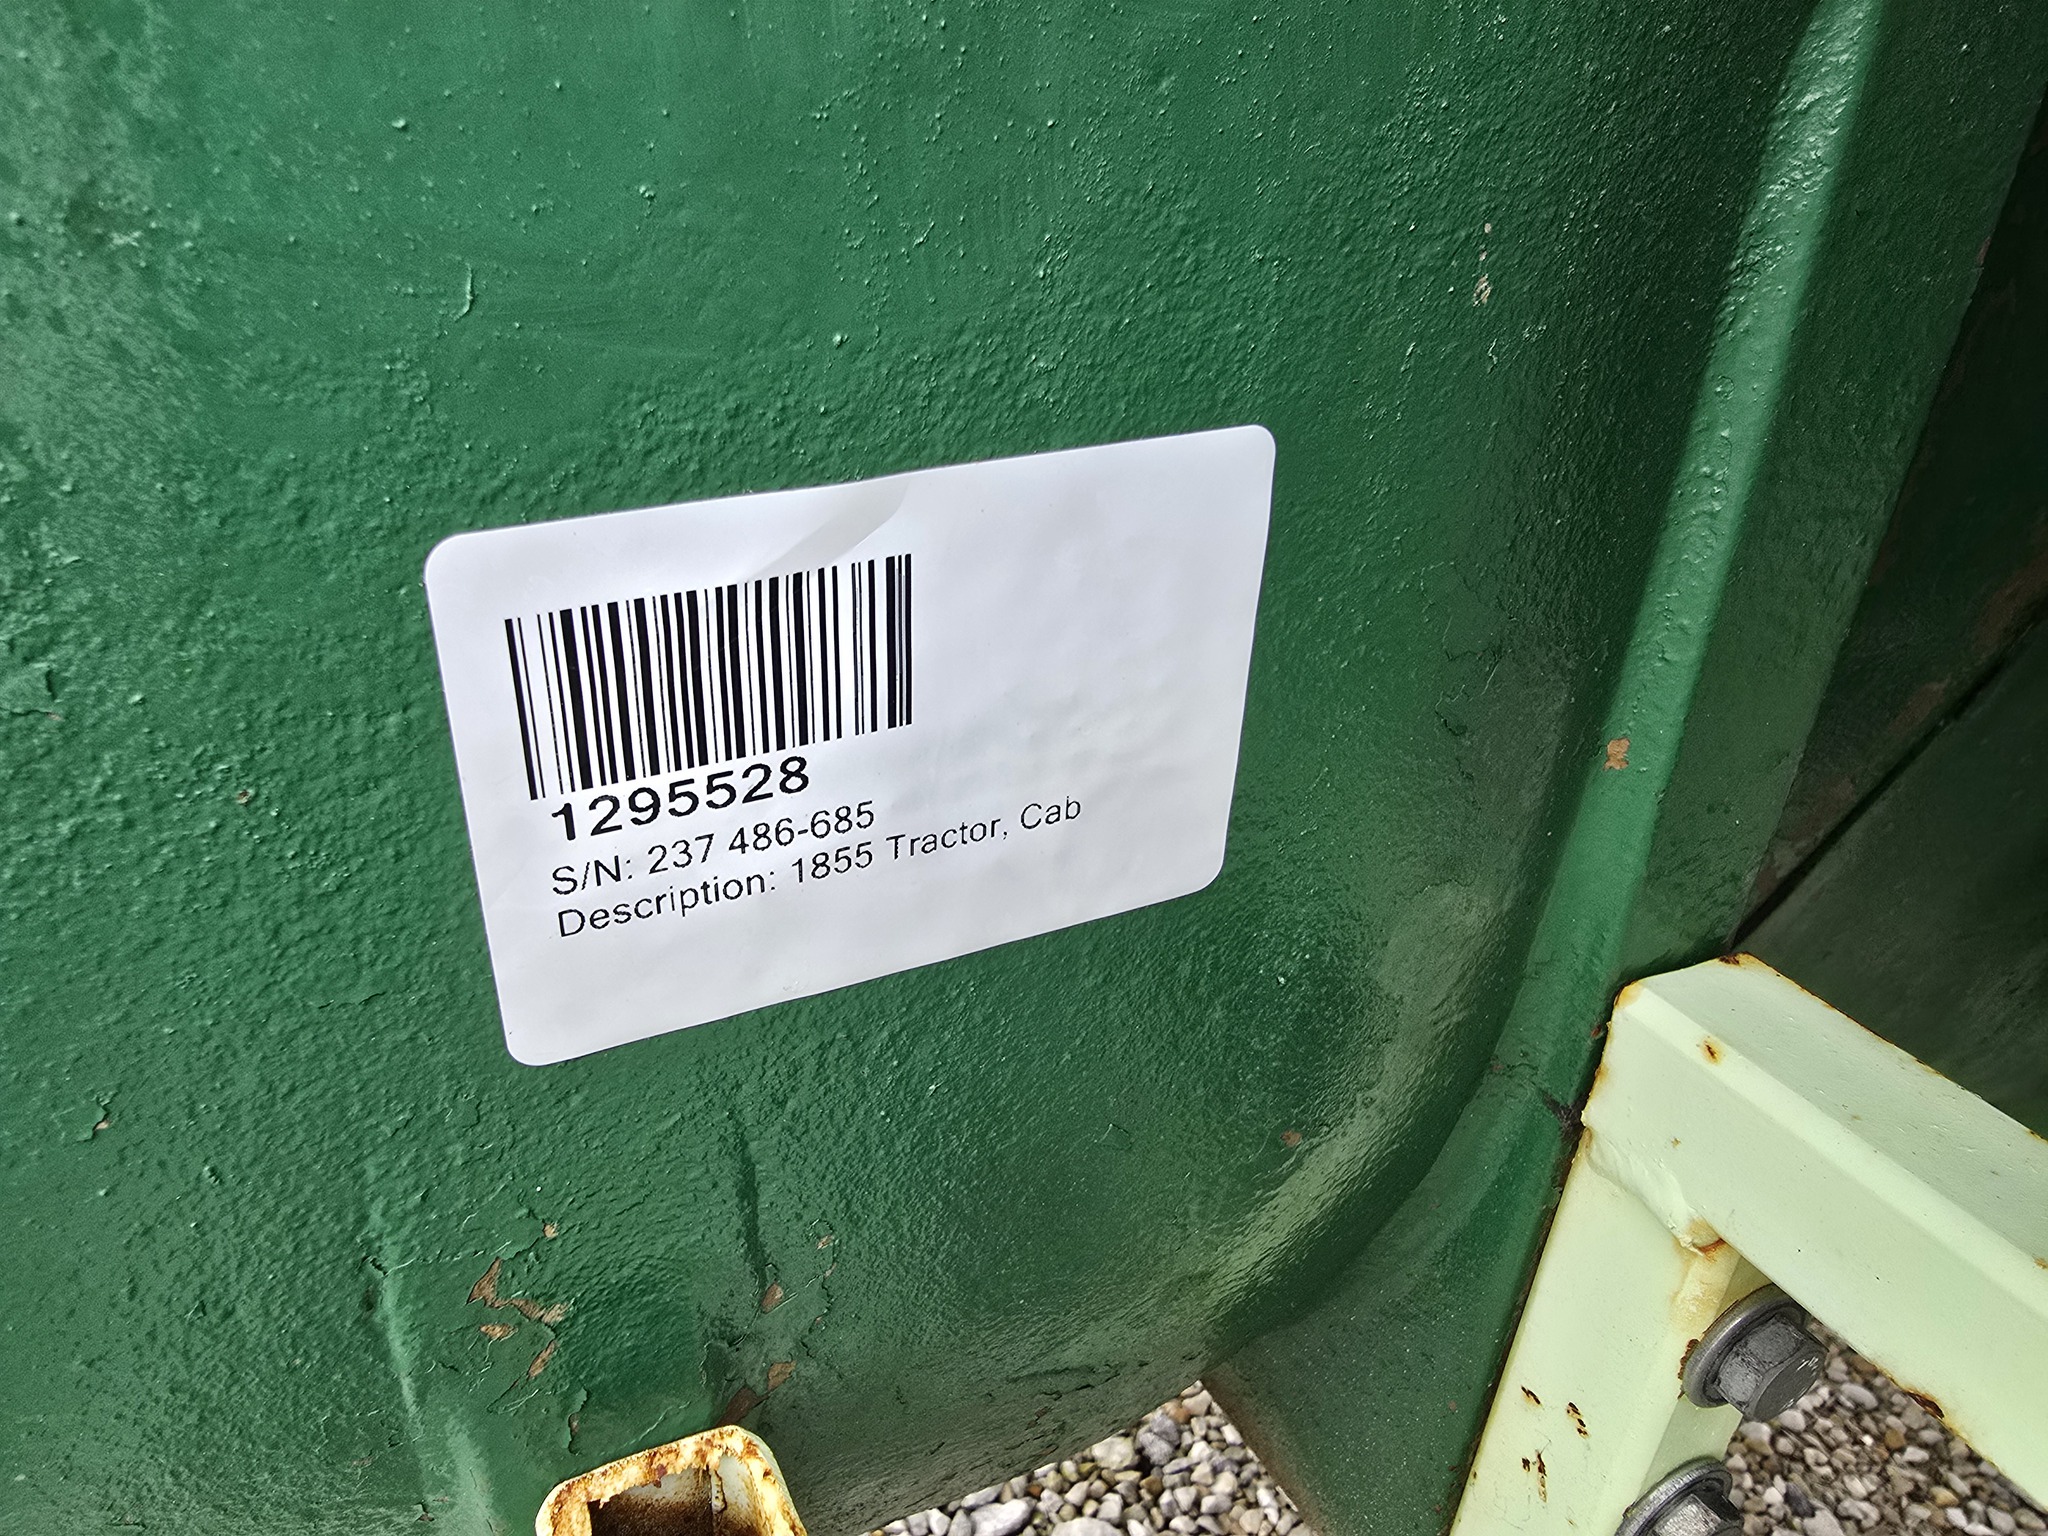 1295528
S/N: 237 486-685
Description: 1855 Tractor, Cab